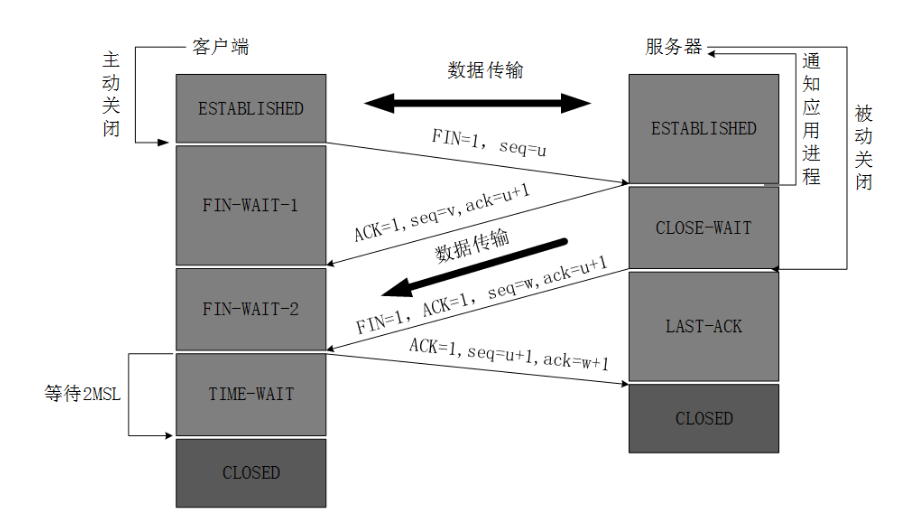 客户端
服务器
主动关闭
数据传输
通知应用进程
被动关闭
ESTABLISHED
ESTABLISHED
FIN=1, seq=u
FIN-WAIT-1
ACK=1,seq=v,ack=u+1
CLOSE-WAIT
数据传输
FIN-WAIT-2
FIN=1, ACK=1, seq=w,ack=u+1
LAST-ACK
ACK=1,seq=u+1,ack=w+1
等待2MSL
TIME-WAIT
CLOSED
CLOSED